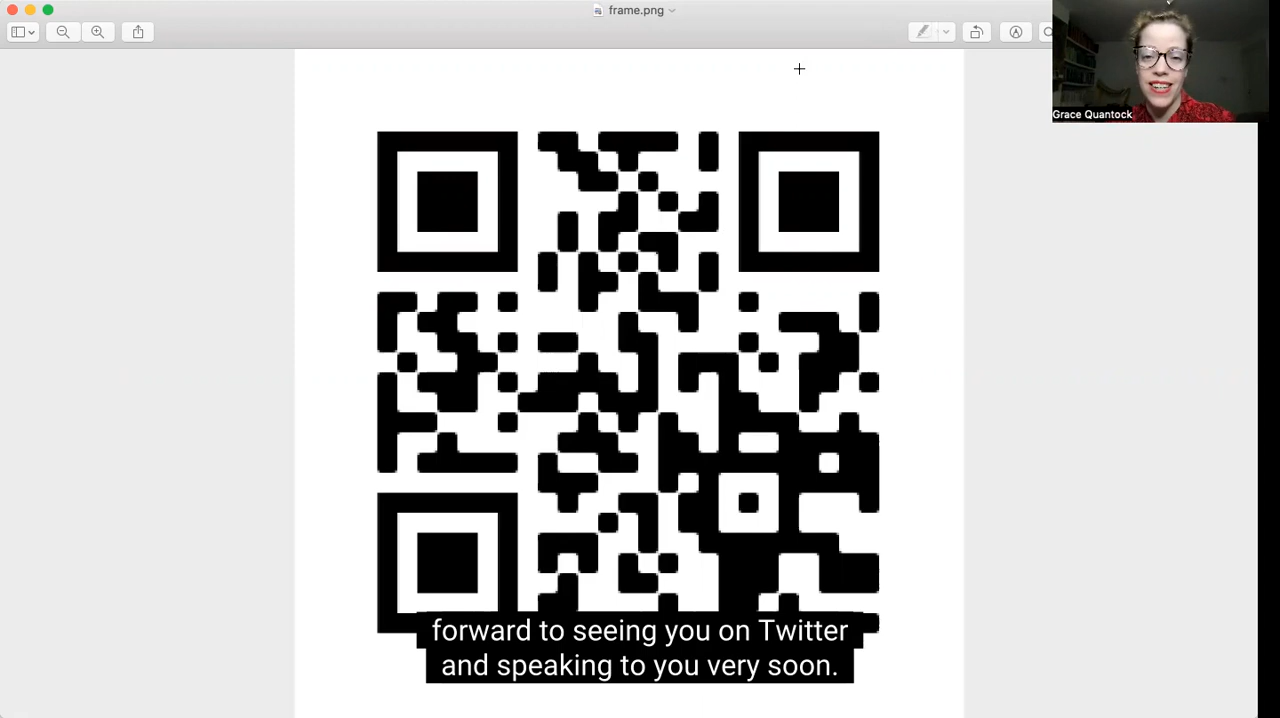 frame.png
Grace Quantock
forward to seeing you on Twitter
and speaking to you very soon.